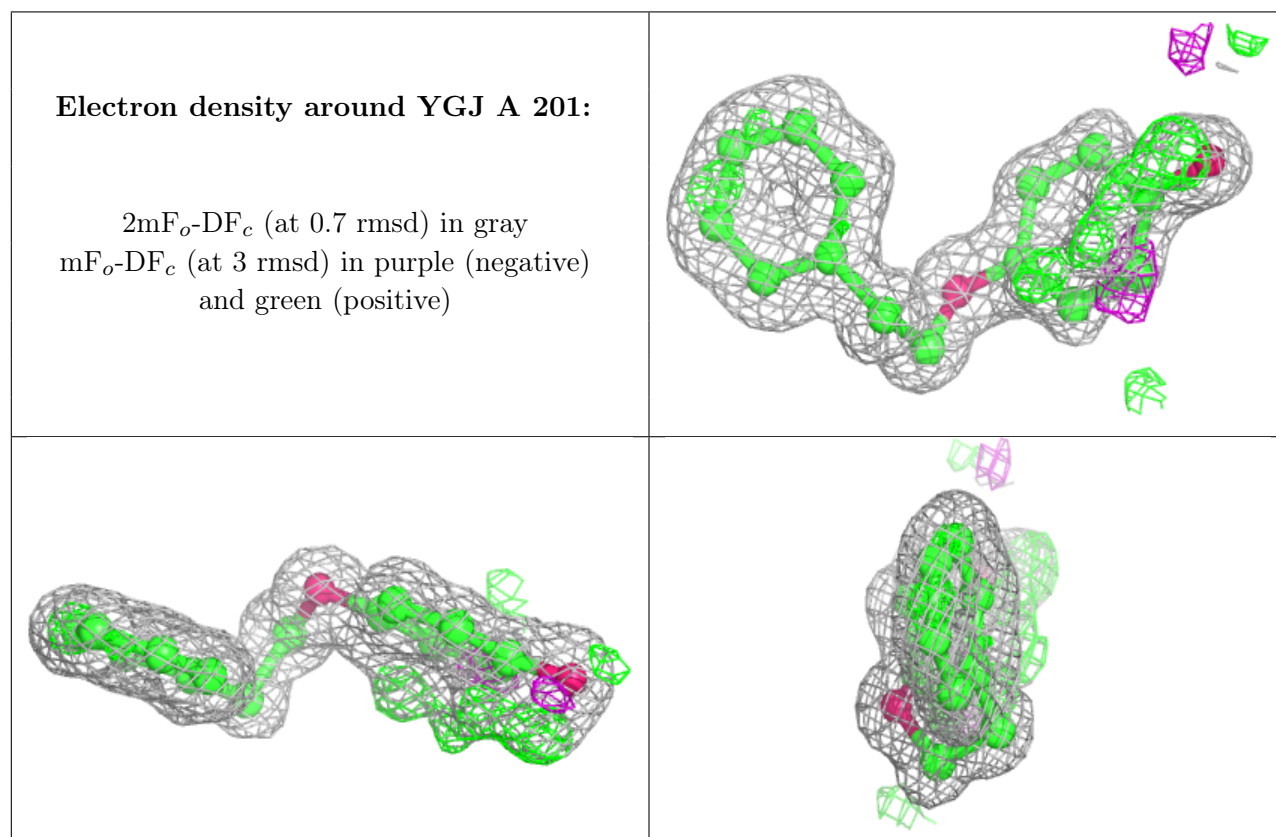 Electron density around YGJ A 201:
2mFo-DFc (at 0.7 rmsd) in gray
mFo-DFc (at 3 rmsd) in purple (negative)
and green (positive)